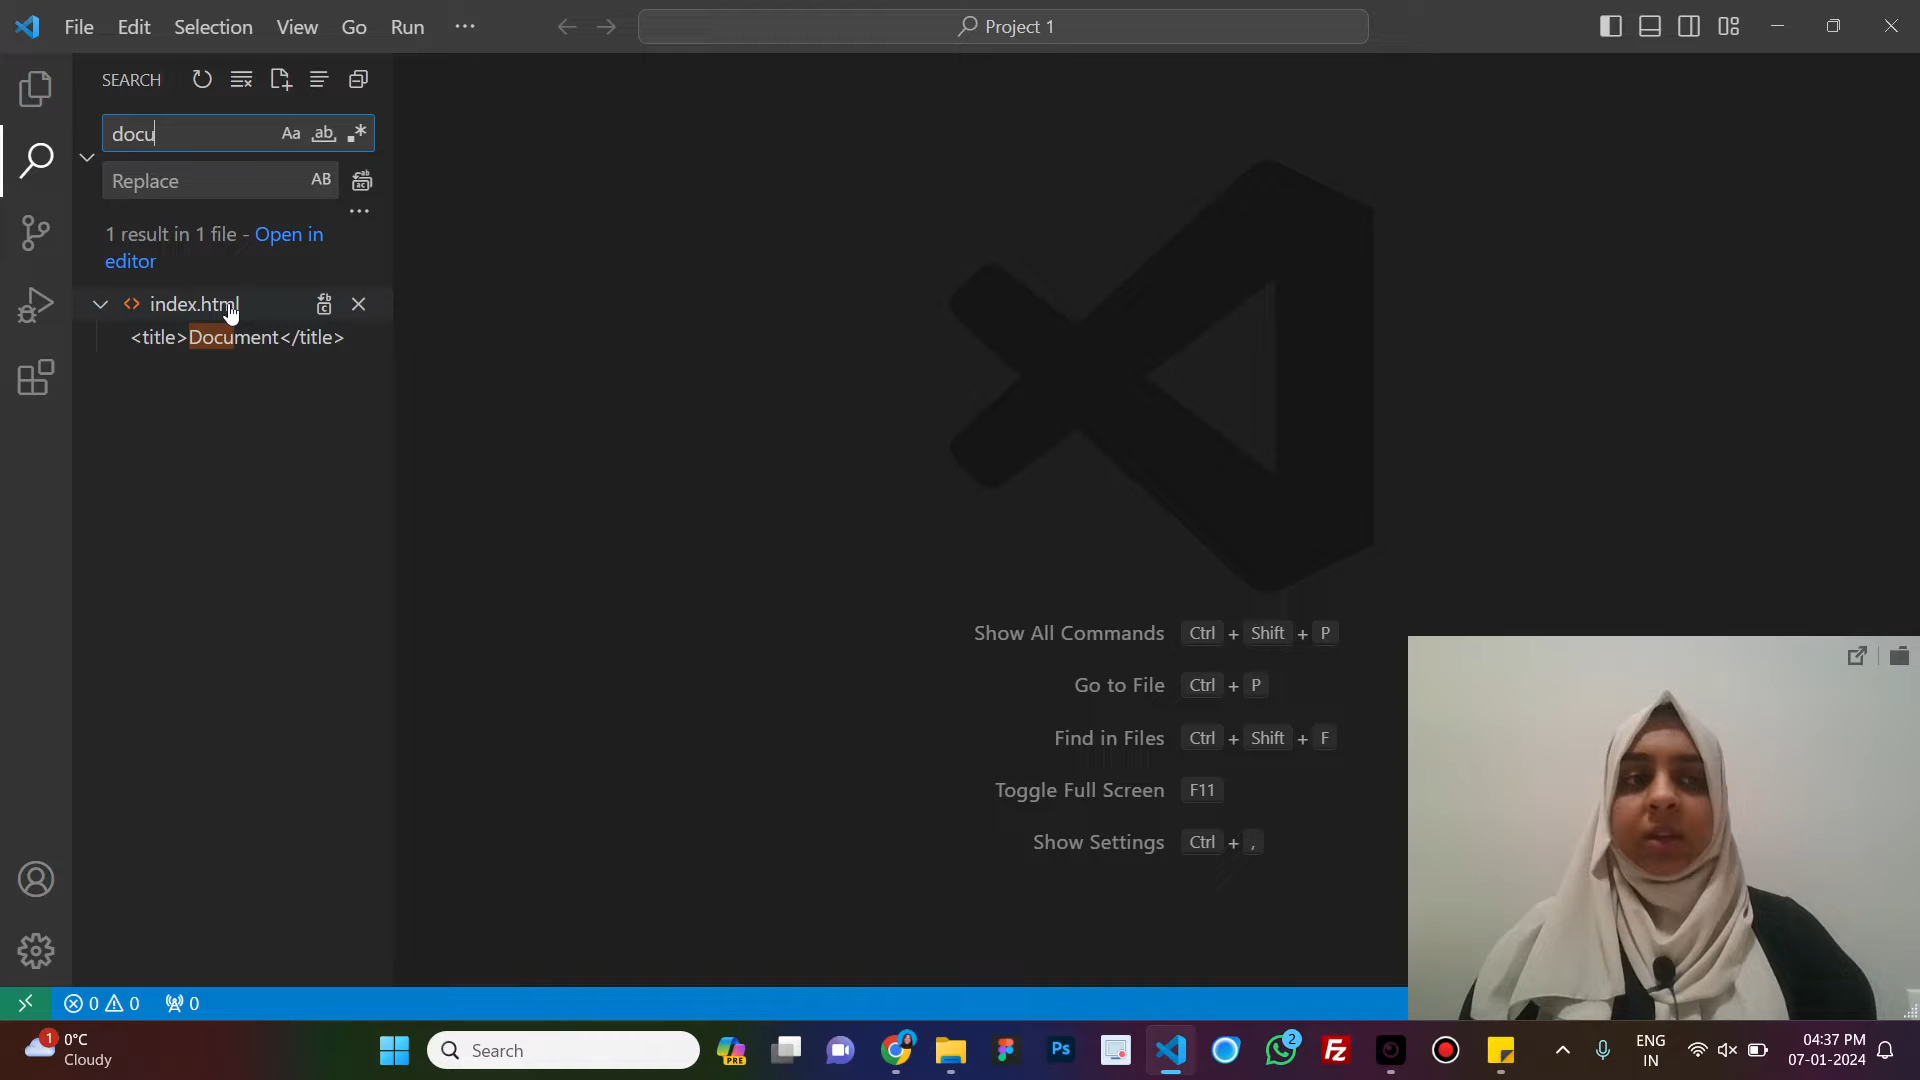 File Edit Selection View Go Run ··· Project 1
SEARCH
docu Aa ab
Replace AB
...
1 result in 1 file - Open in
editor
index.html
<title>Document</title>
Show All Commands Ctrl + Shift + P
Go to File Ctrl + P
Find in Files Ctrl + Shift + F
Toggle Full Screen F11
Show Settings Ctrl + ,
0 0 0
1 0°C
Cloudy
Search
PRE
Ps
2
Fz
ENG
IN
04:37 PM
07-01-2024